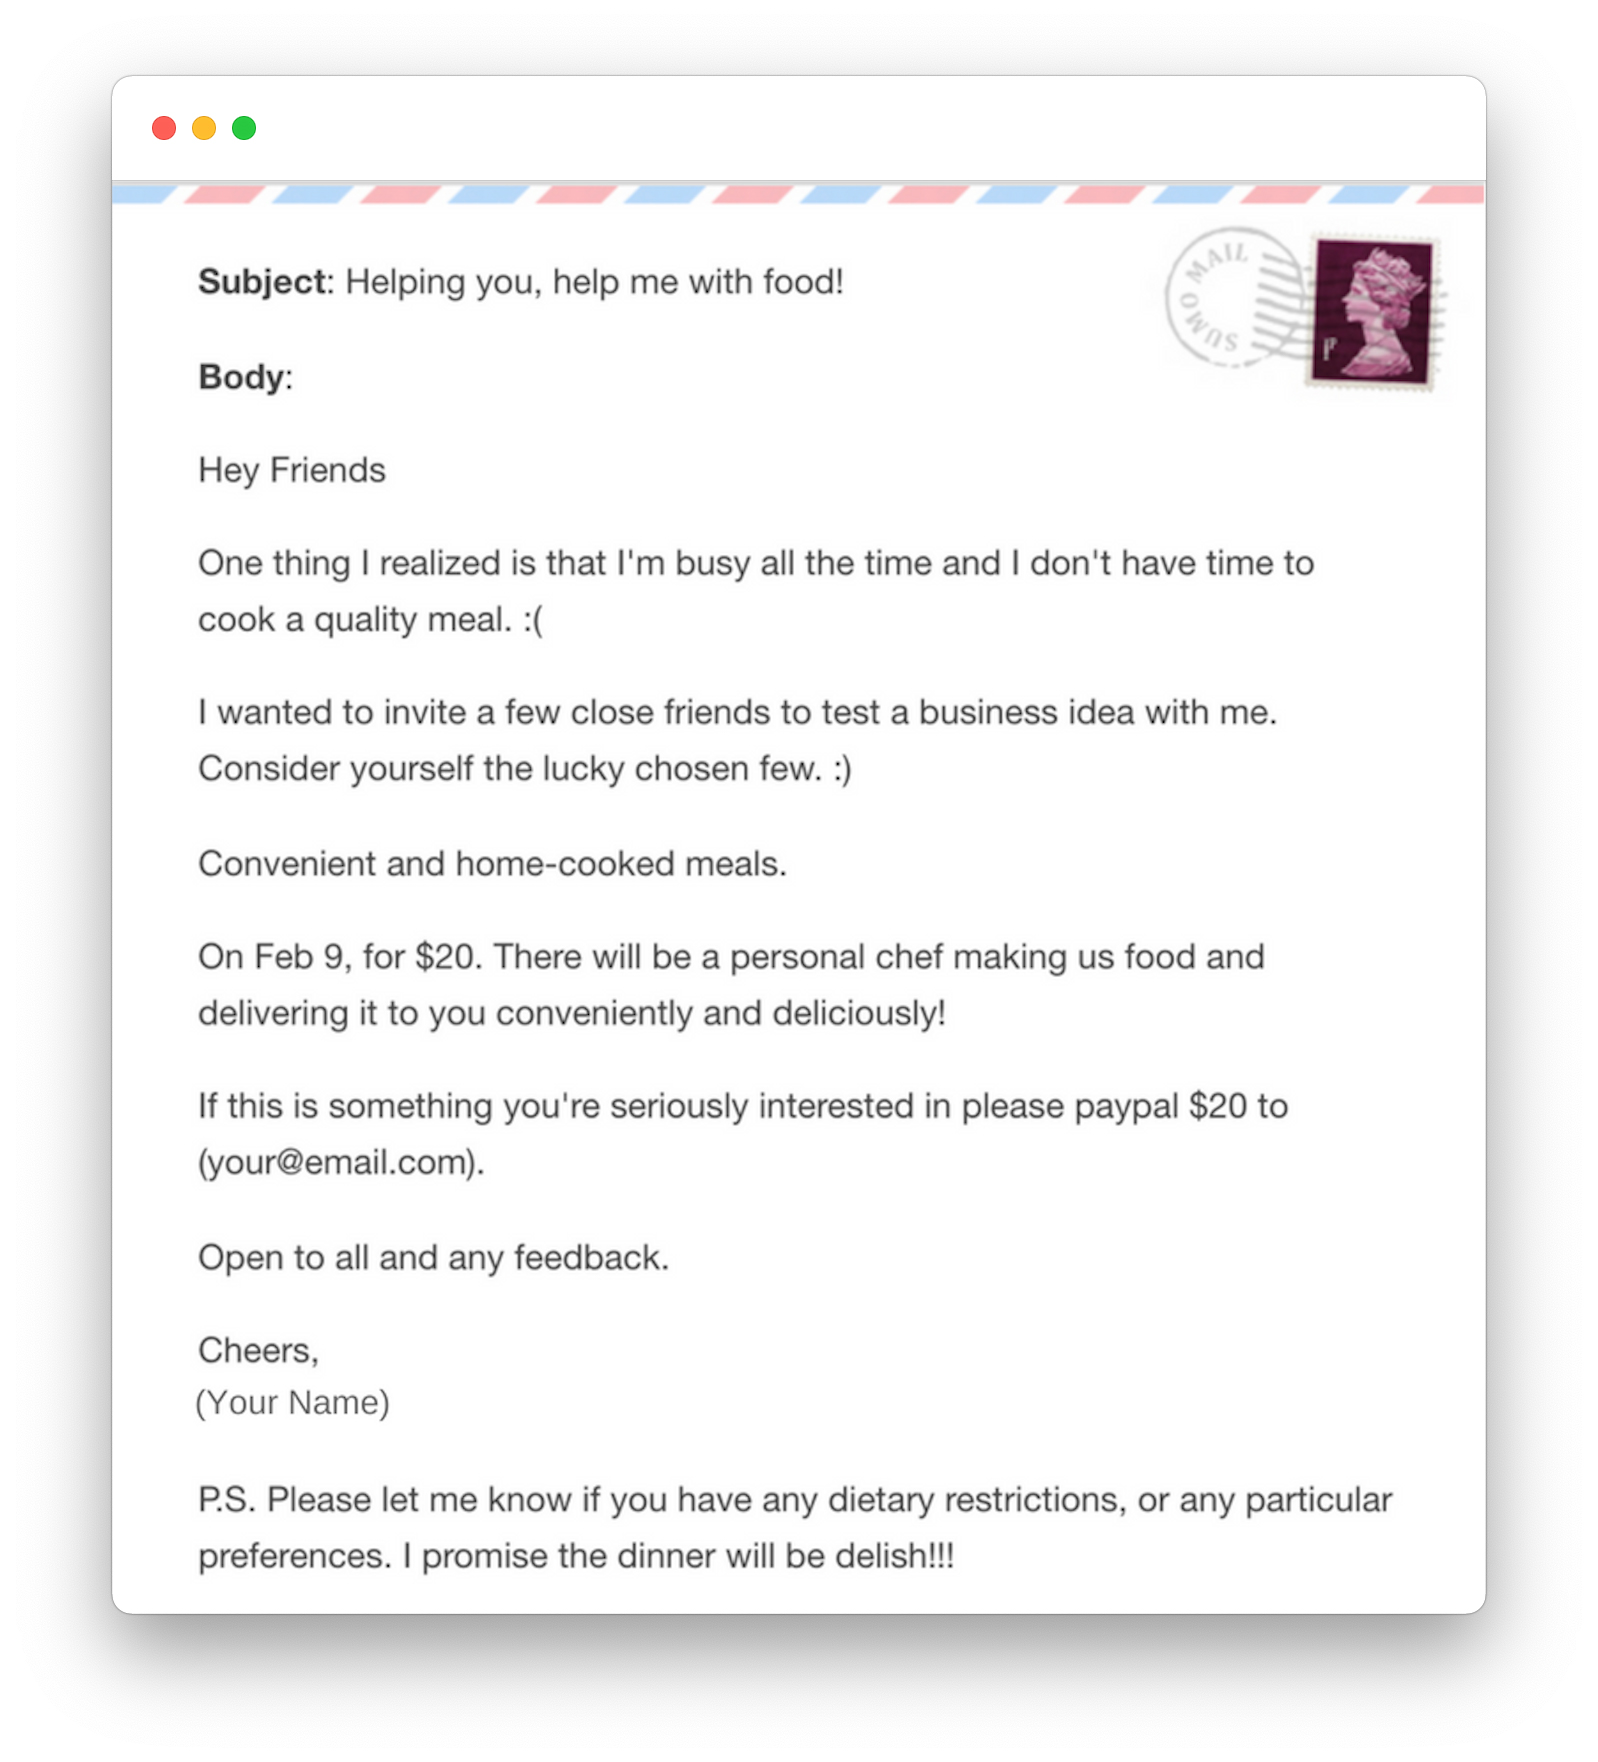 SUMO MAIL
1P
Subject: Helping you, help me with food!
Body:
Hey Friends
One thing I realized is that I'm busy all the time and I don't have time to
cook a quality meal. :(
I wanted to invite a few close friends to test a business idea with me.
Consider yourself the lucky chosen few. :)
Convenient and home-cooked meals.
On Feb 9, for $20. There will be a personal chef making us food and
delivering it to you conveniently and deliciously!
If this is something you're seriously interested in please paypal $20 to
(your@email.com).
Open to all and any feedback.
Cheers,
(Your Name)
P.S. Please let me know if you have any dietary restrictions, or any particular
preferences. I promise the dinner will be delish!!!